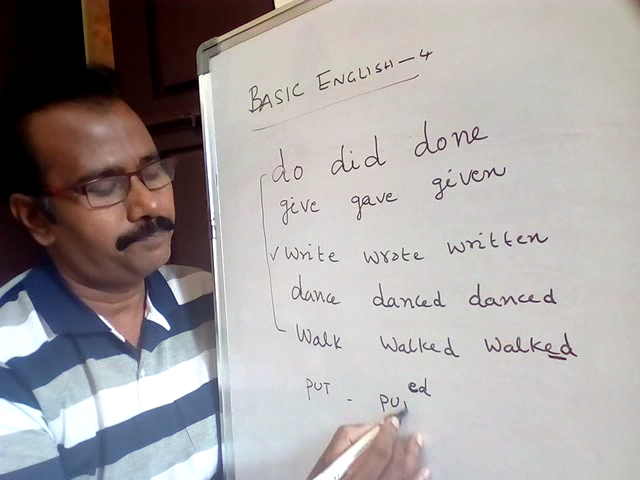 BASIC ENGLISH - 4
do did done
give gave given
✓ write wrote written
dance danced danced
Walk Walked Walked
PUT - PU ed